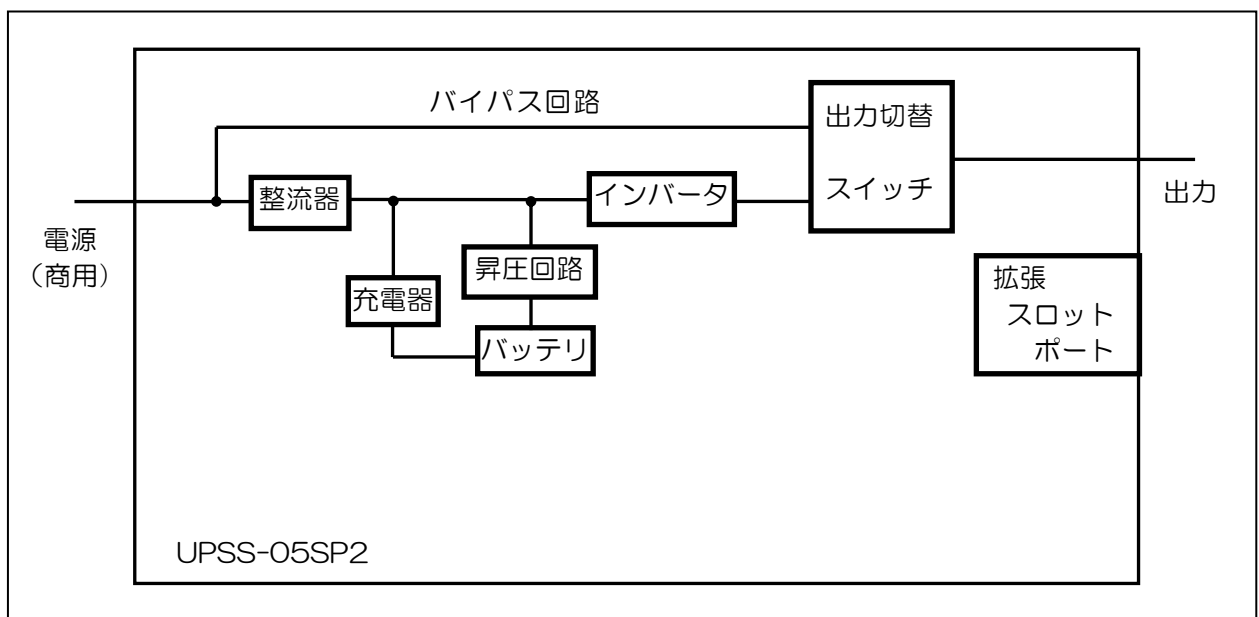 バイパス回路
出力切替
スイッチ
整流器
インバータ
出力
電源
（商用）
昇圧回路
充電器
バッテリ
拡張
スロット
ポート
UPSS-05SP2